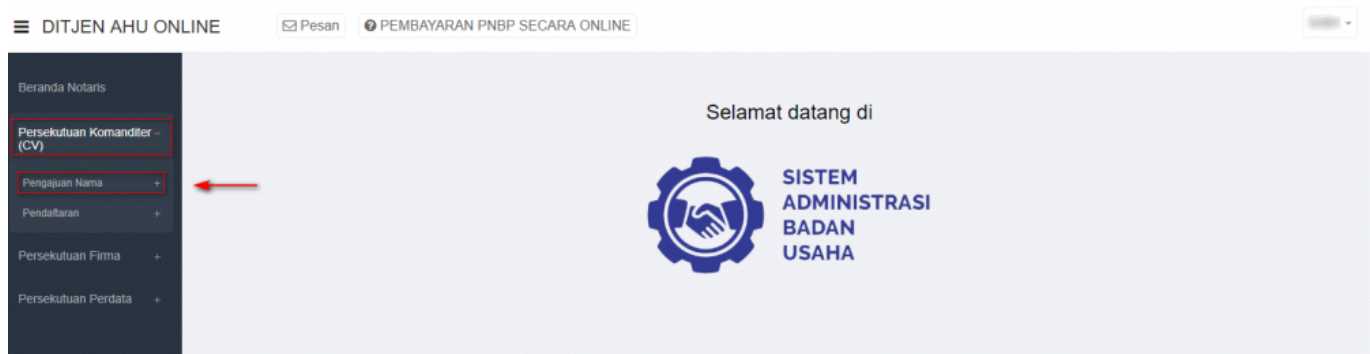 DITJEN AHU ONLINE
Pesan
PEMBAYARAN PNBP SECARA ONLINE
Beranda Notaris
Persekutuan Komanditer
(CV)
Pengajuan Nama
Pendaftaran
Persekutuan Firma
Persekutuan Perdata
Selamat datang di
SISTEM
ADMINISTRASI
BADAN
USAHA